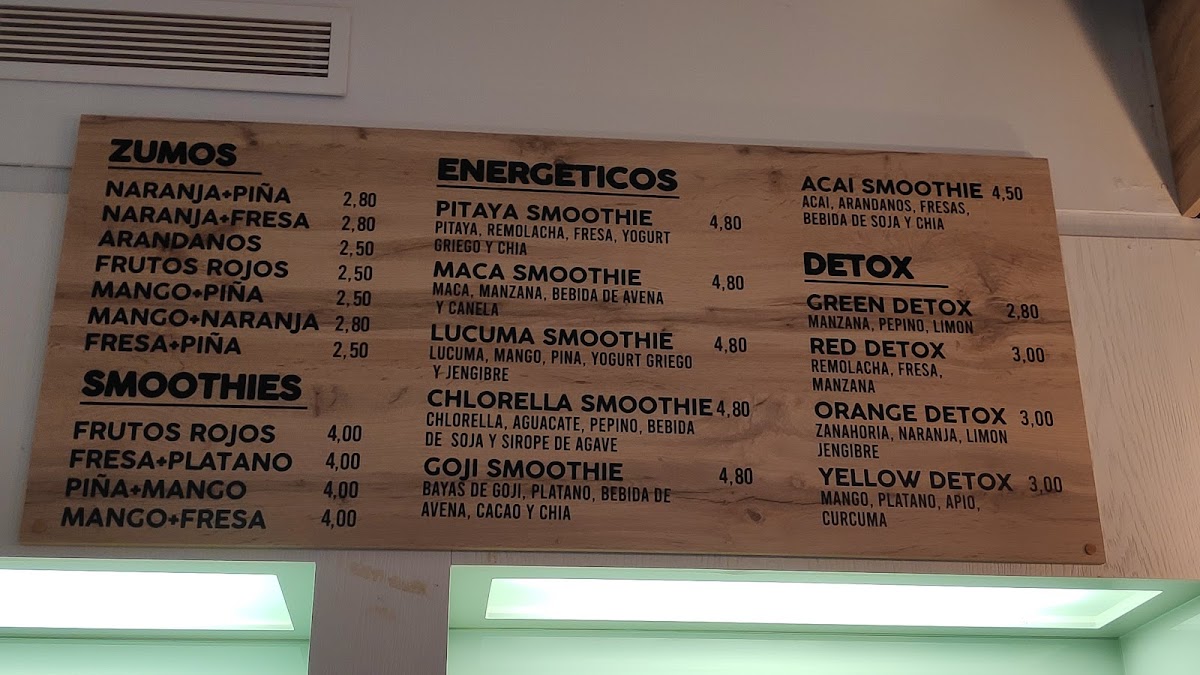 ZUMOS
NARANJA+PIÑA 2,80
NARANJA+FRESA 2,80
ARANDANOS 2,50
FRUTOS ROJOS 2,50
MANGO+PIÑA 2,50
MANGO+NARANJA 2,80
FRESA+PIÑA 2,50
SMOOTHIES
FRUTOS ROJOS 4,00
FRESA+PLATANO 4,00
PIÑA+MANGO 4,00
MANGO+FRESA 4,00
ENERGÉTICOS
PITAYA SMOOTHIE 4,80
PITAYA, REMOLACHA, FRESA, YOGURT
GRIEGO Y CHIA
MACA SMOOTHIE 4,80
MACA, MANZANA, BEBIDA DE AVENA
Y CANELA
LUCUMA SMOOTHIE 4,80
LUCUMA, MANGO, PINA, YOGURT GRIEGO
Y JENGIBRE
CHLORELLA SMOOTHIE 4,80
CHLORELLA, AGUACATE, PEPINO, BEBIDA
DE SOJA Y SIROPE DE AGAVE
GOJI SMOOTHIE 4,80
BAYAS DE GOJI, PLATANO, BEBIDA DE
AVENA, CACAO Y CHIA
ACAI SMOOTHIE 4,50
ACAI, ARANDANOS, FRESAS,
BEBIDA DE SOJA Y CHIA
DETOX
GREEN DETOX 2,80
MANZANA, PEPINO, LIMON
RED DETOX 3,00
REMOLACHA, FRESA,
MANZANA
ORANGE DETOX 3,00
ZANAHORIA, NARANJA, LIMON
JENGIBRE
YELLOW DETOX 3,00
MANGO, PLATANO, APIO,
CURCUMA